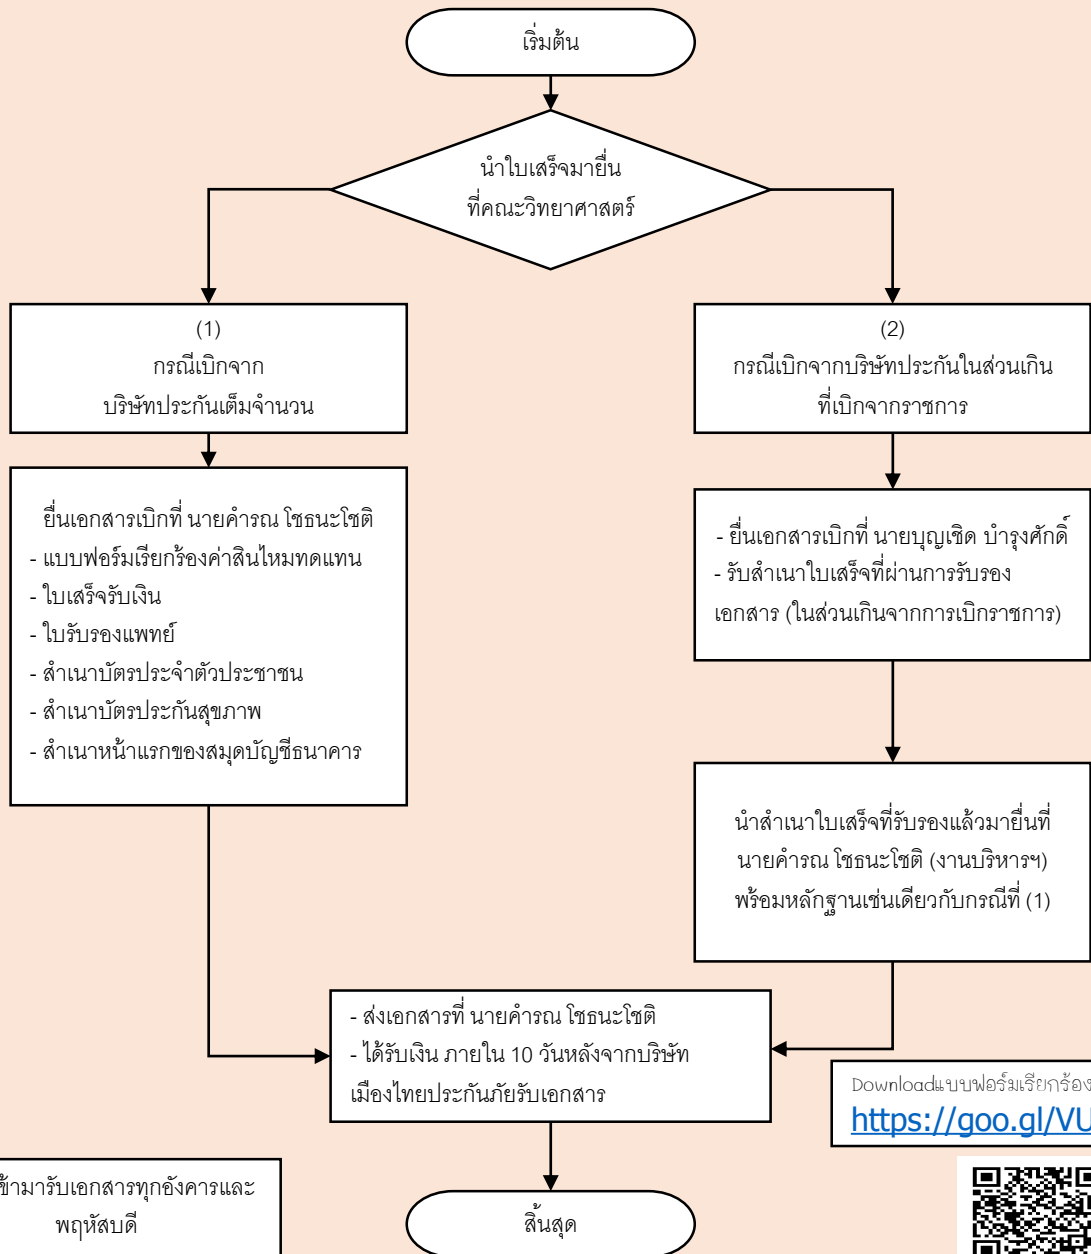 เริ่มต้น
นำใบเสร็จมายื่น
ที่คณะวิทยาศาสตร์
(1)
กรณีเบิกจาก
บริษัทประกันเต็มจำนวน
(2)
กรณีเบิกจากบริษัทประกันในส่วนเกิน
ที่เบิกจากราชการ
ยื่นเอกสารเบิกที่ นายคำรณ โชธนะโชติ
- แบบฟอร์มเรียกร้องค่าสินไหมทดแทน
- ใบเสร็จรับเงิน
- ใบรับรองแพทย์
- สำเนาบัตรประจำตัวประชาชน
- สำเนาบัตรประกันสุขภาพ
- สำเนาหน้าแรกของสมุดบัญชีธนาคาร
- ยื่นเอกสารเบิกที่ นายบุญเชิด บำรุงศักดิ์
- รับสำเนาใบเสร็จที่ผ่านการรับรอง
เอกสาร (ในส่วนเกินจากการเบิกราชการ)
นำสำเนาใบเสร็จที่รับรองแล้วมายื่นที่
นายคำรณ โชธนะโชติ (งานบริหารฯ)
พร้อมหลักฐานเช่นเดียวกับกรณีที่ (1)
- ส่งเอกสารที่ นายคำรณ โชธนะโชติ
- ได้รับเงิน ภายใน 10 วันหลังจากบริษัท
เมืองไทยประกันภัยรับเอกสาร
Downloadแบบฟอร์มเรียกร้อง
https://goo.gl/VU
ข้ามารับเอกสารทุกอังคารและ
พฤหัสบดี
สิ้นสุด